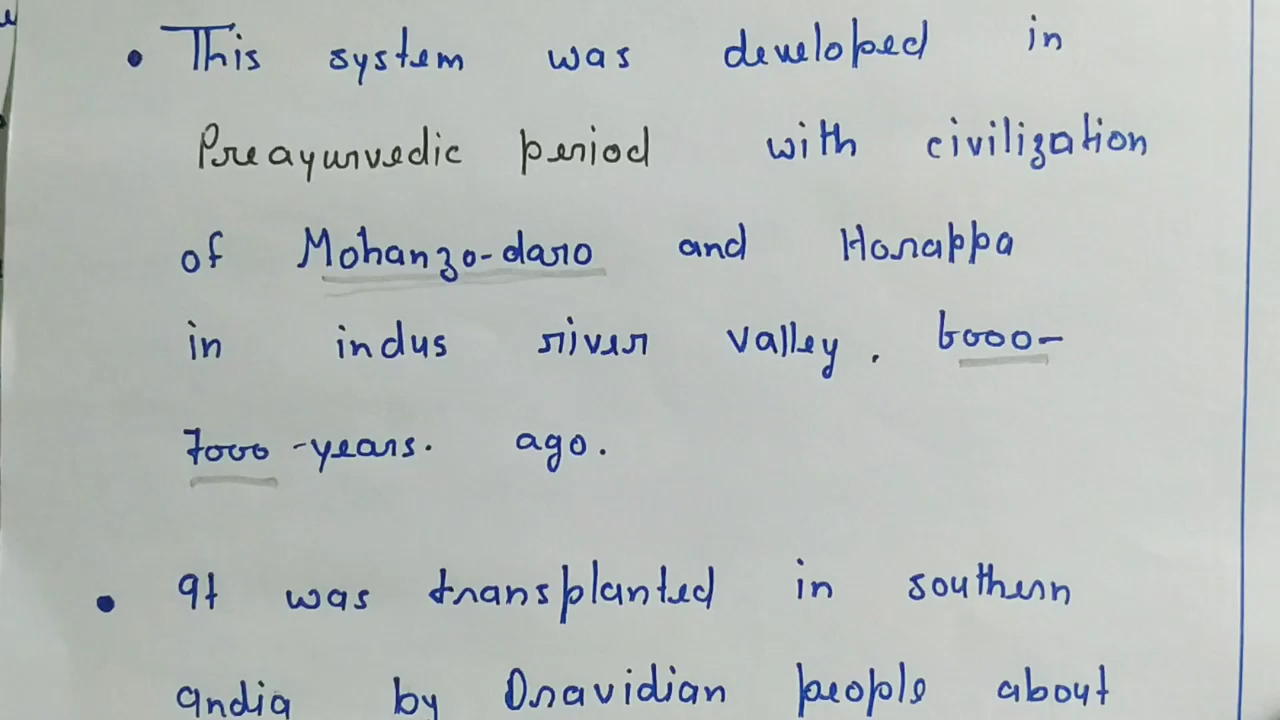 • This system was developed in
Preayurvedic period with civilization
of Mohanzo-daro and Harappa
in indus river valley. 6000-
7000 -years. ago.
• It was transplanted in southern
India by Dravidian people about